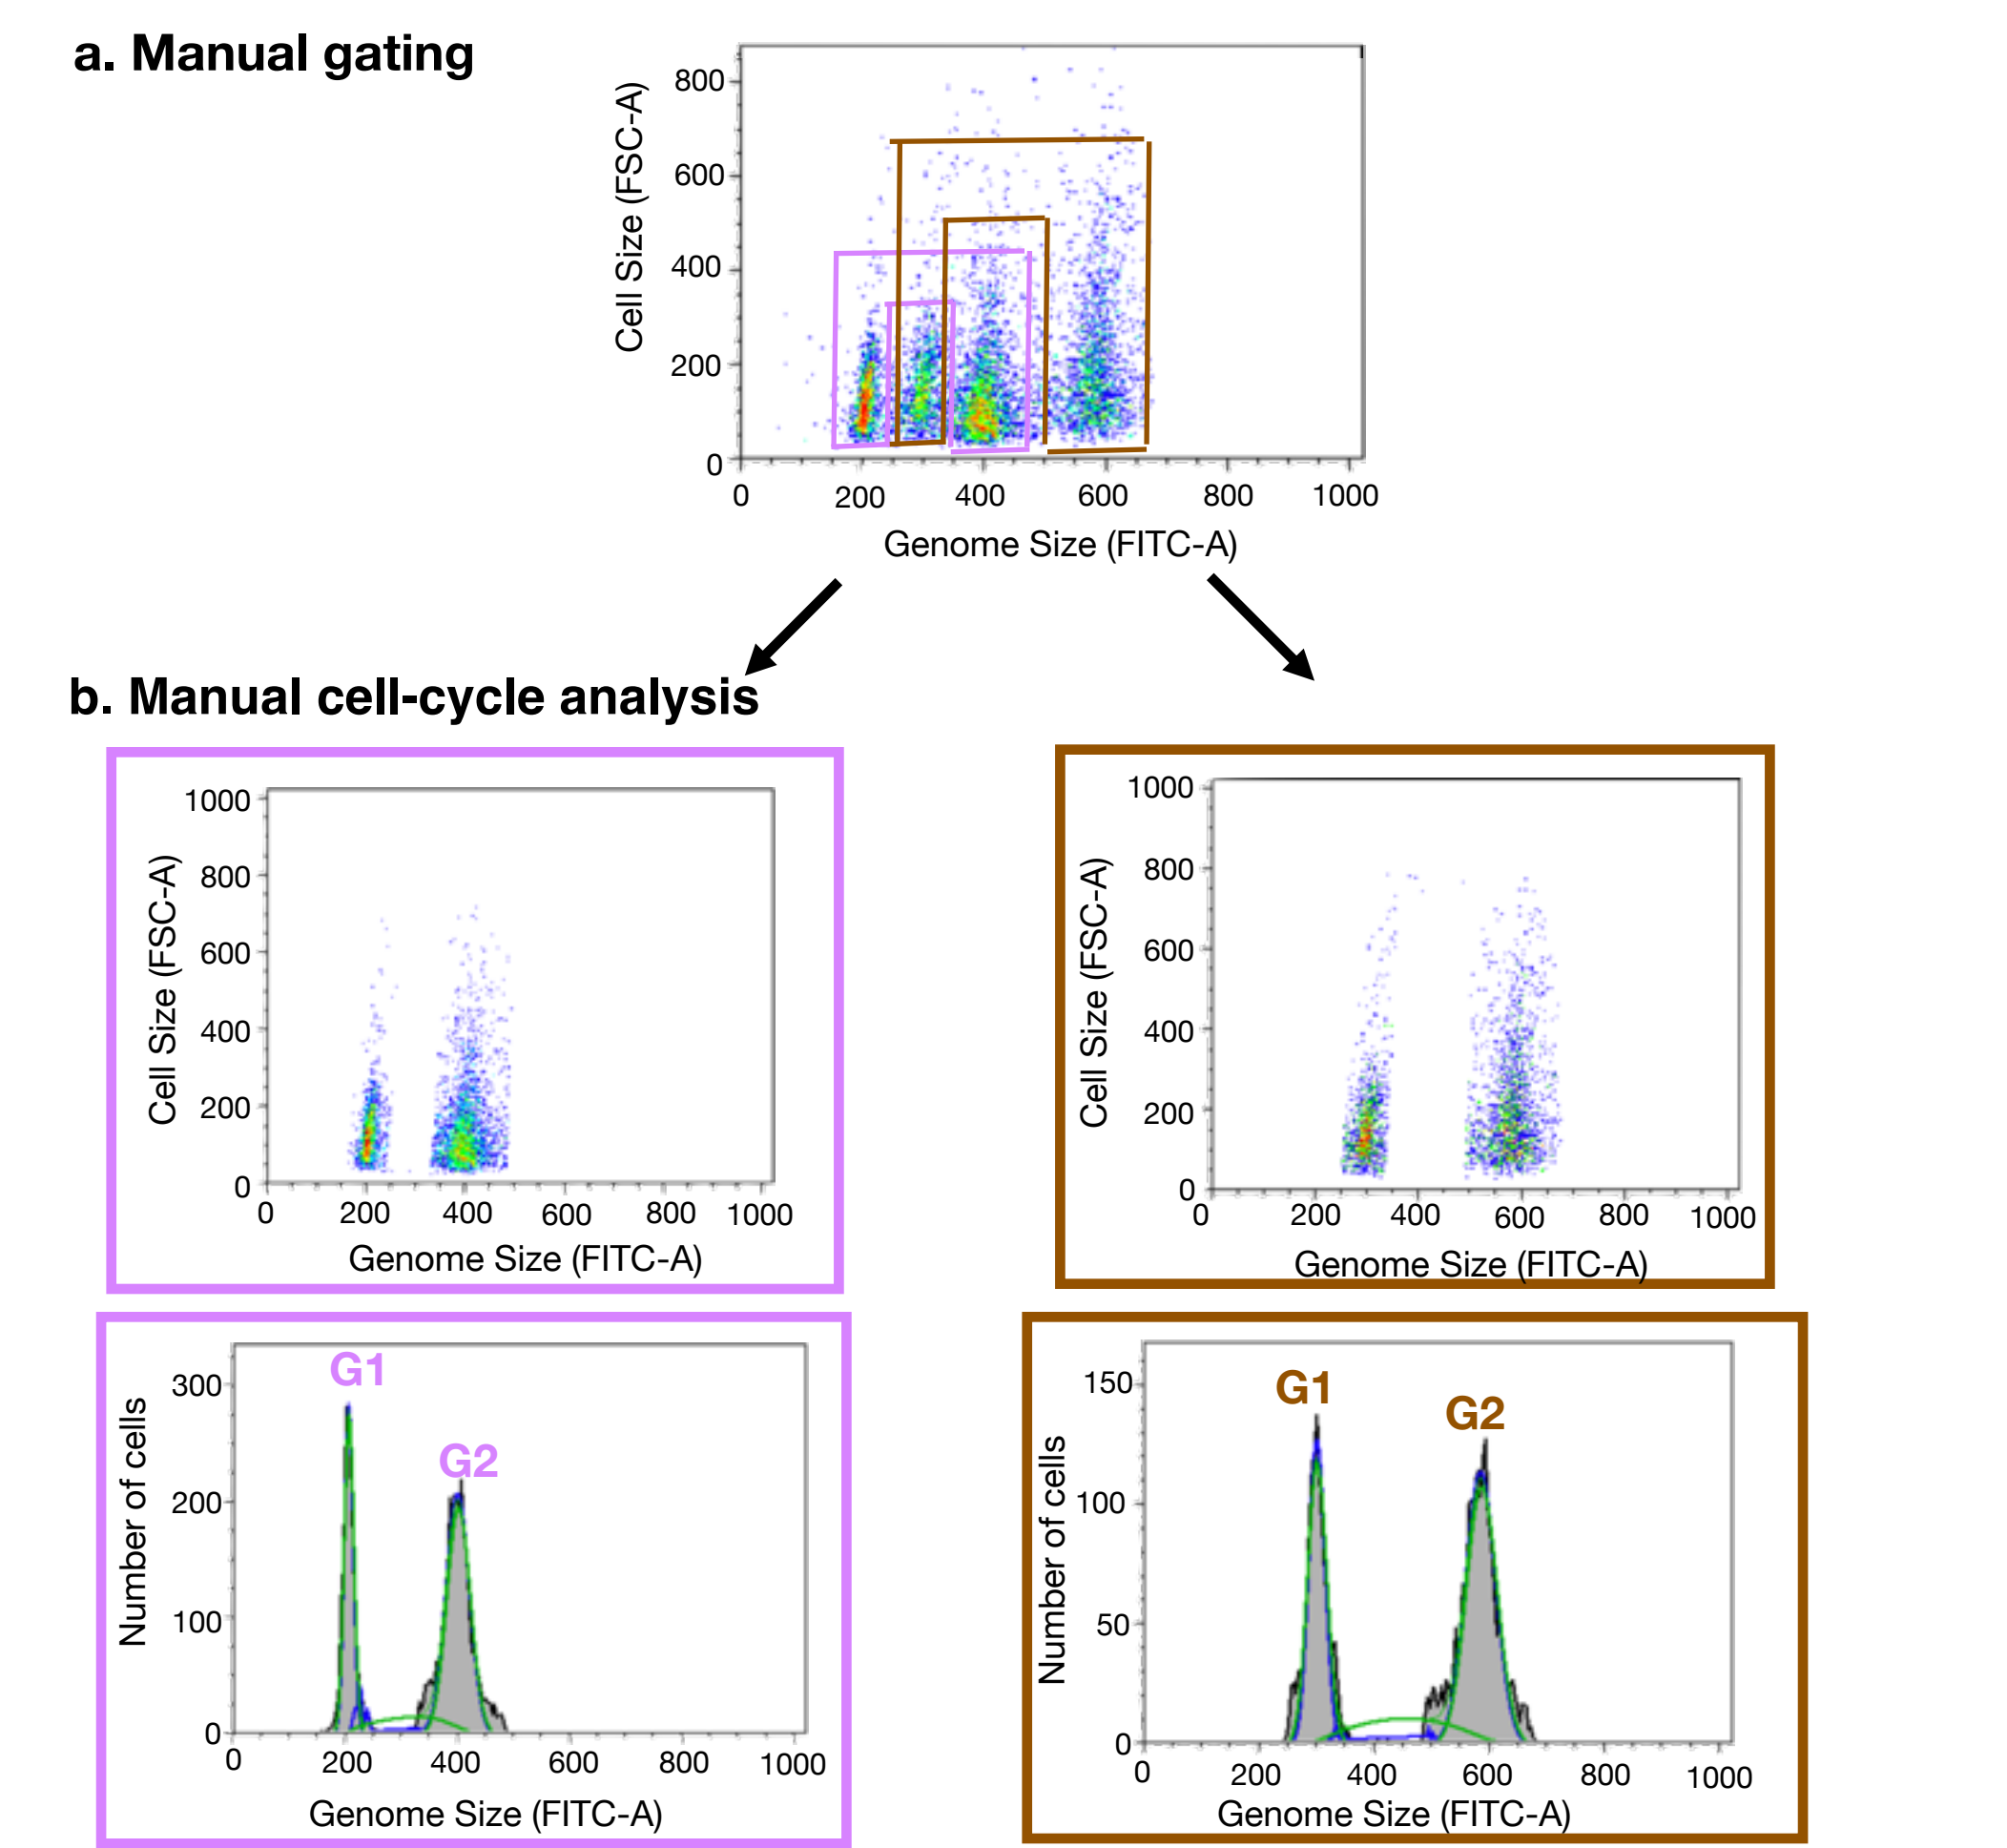 a. Manual gating
Cell Size (FSC-A)
800
600
400
200
0
0 200 400 600 800 1000
Genome Size (FITC-A)
b. Manual cell-cycle analysis
Cell Size (FSC-A)
1000
800
600
400
200
0
0 200 400 600 800 1000
Genome Size (FITC-A)
Cell Size (FSC-A)
1000
800
600
400
200
0
0 200 400 600 800 1000
Genome Size (FITC-A)
G1
G2
Number of cells
300
200
100
0
0 200 400 600 800 1000
Genome Size (FITC-A)
G1
G2
Number of cells
150
100
50
0
0 200 400 600 800 1000
Genome Size (FITC-A)